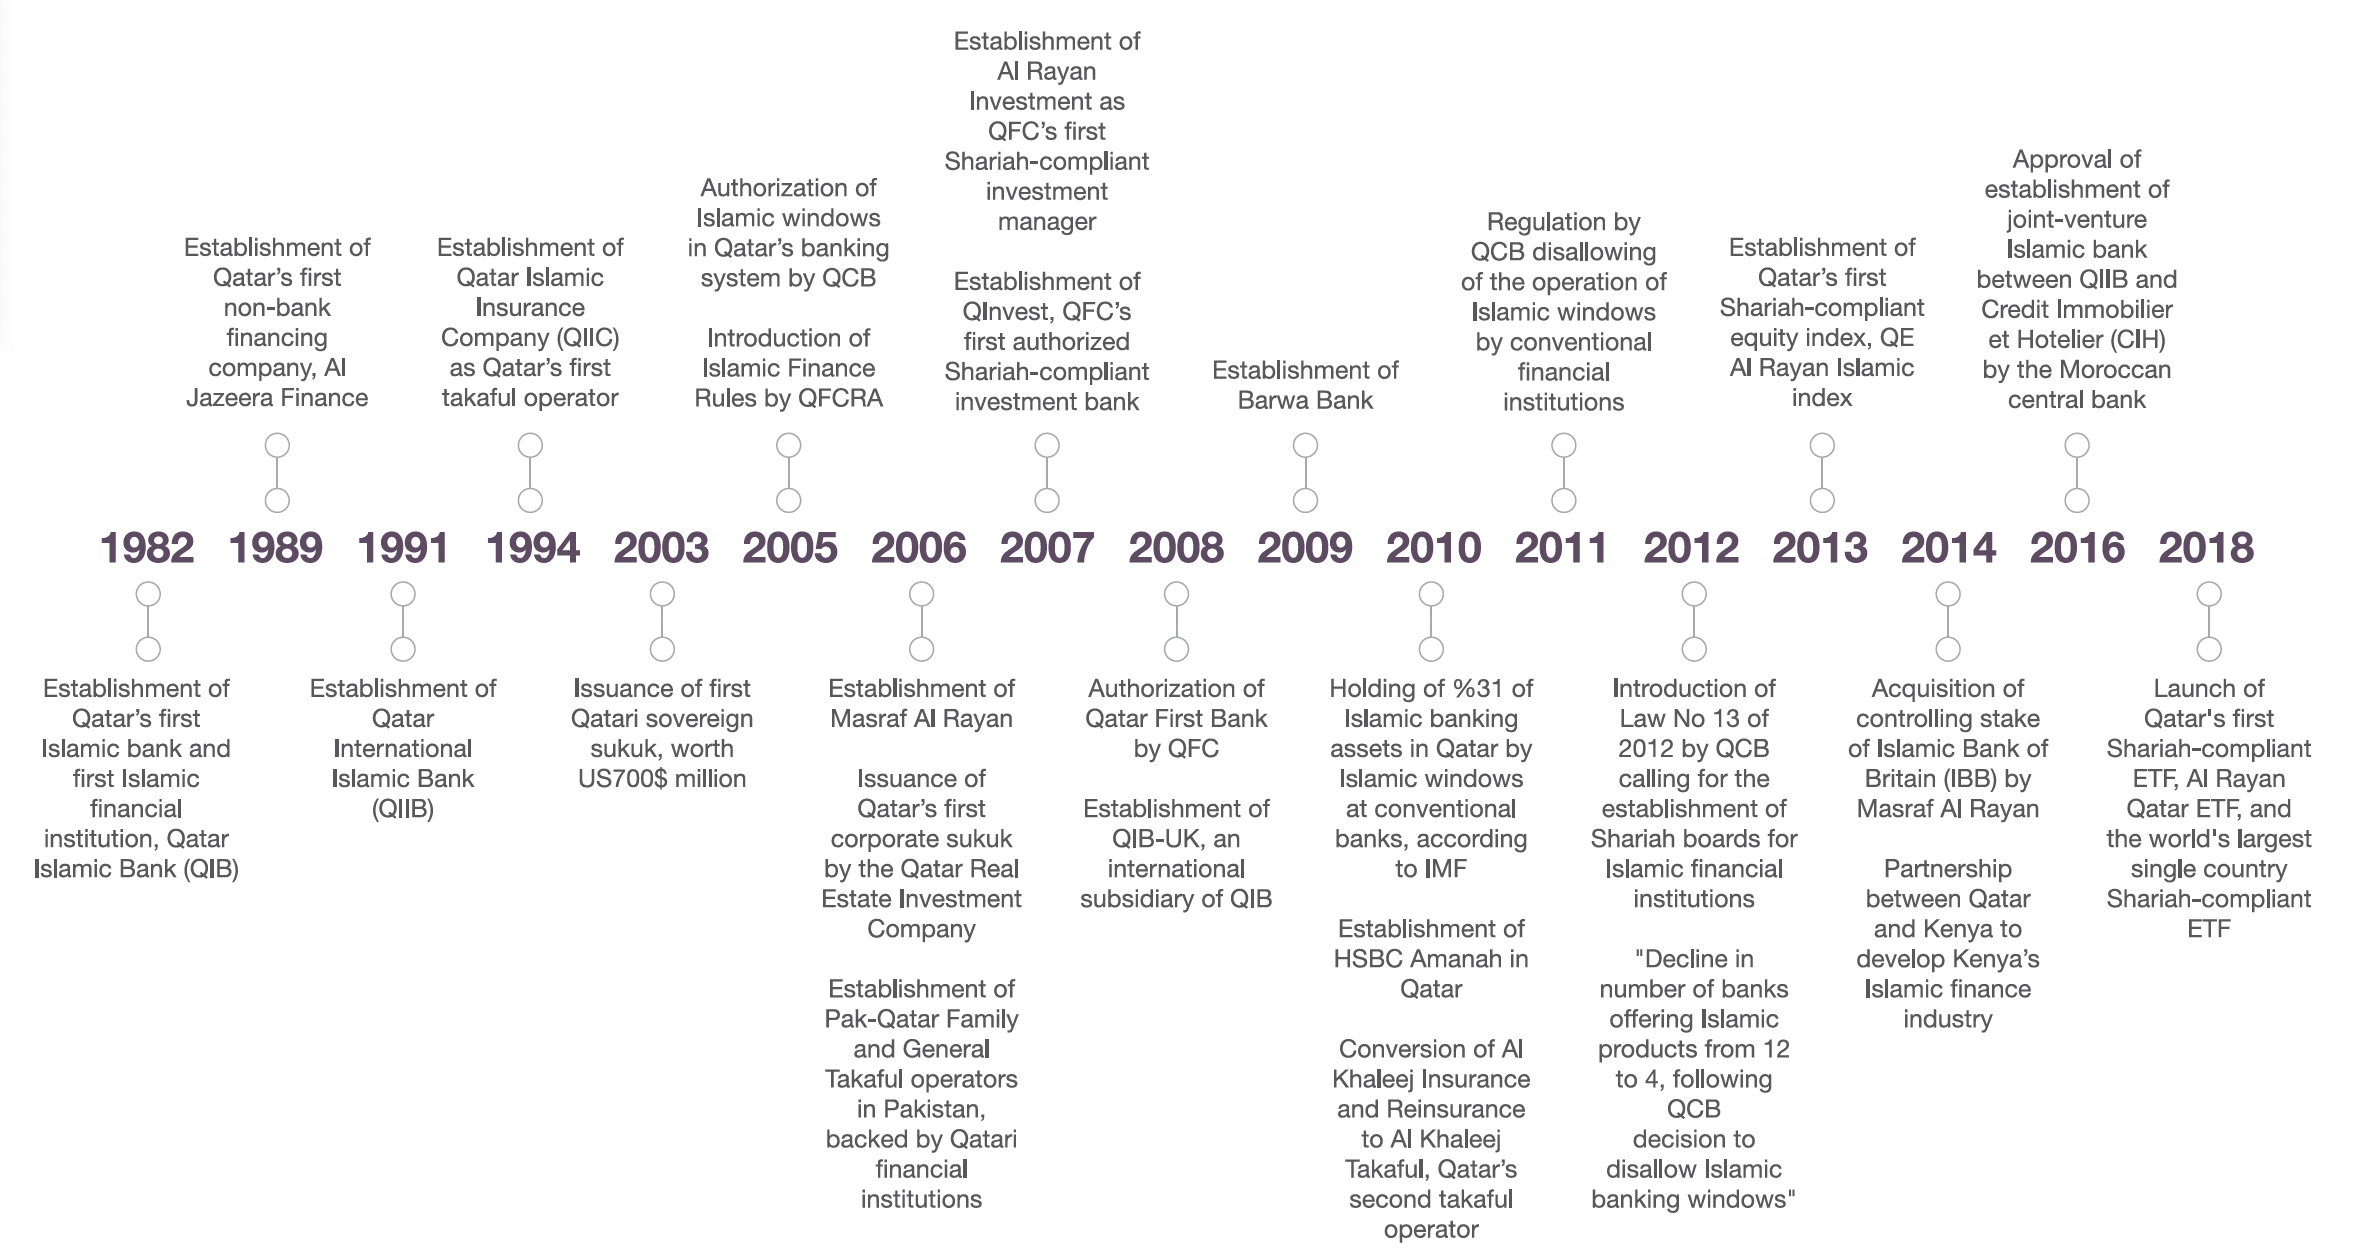 Establishment of
Al Rayan
Investment as
QFC's first
Shariah-compliant
investment
manager
Establishment of
QInvest, QFC's
first authorized
Shariah-compliant
investment bank
Establishment of
Qatar's first
non-bank
financing
company, Al
Jazeera Finance
Establishment of
Qatar Islamic
Insurance
Company (QIIC)
as Qatar's first
takaful operator
Authorization of
Islamic windows
in Qatar's banking
system by QCB
Introduction of
Islamic Finance
Rules by QFCRA
Establishment of
Barwa Bank
Regulation by
QCB disallowing
of the operation of
Islamic windows
by conventional
financial
institutions
Establishment of
Qatar's first
Shariah-compliant
equity index, QE
Al Rayan Islamic
index
Approval of
establishment of
joint-venture
Islamic bank
between QIIB and
Credit Immobilier
et Hotelier (CIH)
by the Moroccan
central bank
1982 1989 1991 1994 2003 2005 2006 2007 2008 2009 2010 2011 2012 2013 2014 2016 2018
Establishment of
Qatar's first
Islamic bank and
first Islamic
financial
institution, Qatar
Islamic Bank (QIB)
Establishment of
Qatar
International
Islamic Bank
(QIIB)
Issuance of first
Qatari sovereign
sukuk, worth
US700$ million
Establishment of
Masraf Al Rayan
Issuance of
Qatar's first
corporate sukuk
by the Qatar Real
Estate Investment
Company
Establishment of
Pak-Qatar Family
and General
Takaful operators
in Pakistan,
backed by Qatari
financial
institutions
Authorization of
Qatar First Bank
by QFC
Establishment of
QIB-UK, an
international
subsidiary of QIB
Holding of %31 of
Islamic banking
assets in Qatar by
Islamic windows
at conventional
banks, according
to IMF
Establishment of
HSBC Amanah in
Qatar
Conversion of Al
Khaleej Insurance
and Reinsurance
to Al Khaleej
Takaful, Qatar's
second takaful
operator
Introduction of
Law No 13 of
2012 by QCB
calling for the
establishment of
Shariah boards for
Islamic financial
institutions
"Decline in
number of banks
offering Islamic
products from 12
to 4, following
QCB
decision to
disallow Islamic
banking windows"
Acquisition of
controlling stake
of Islamic Bank of
Britain (IBB) by
Masraf Al Rayan
Partnership
between Qatar
and Kenya to
develop Kenya's
Islamic finance
industry
Launch of
Qatar's first
Shariah-compliant
ETF, Al Rayan
Qatar ETF, and
the world's largest
single country
Shariah-compliant
ETF